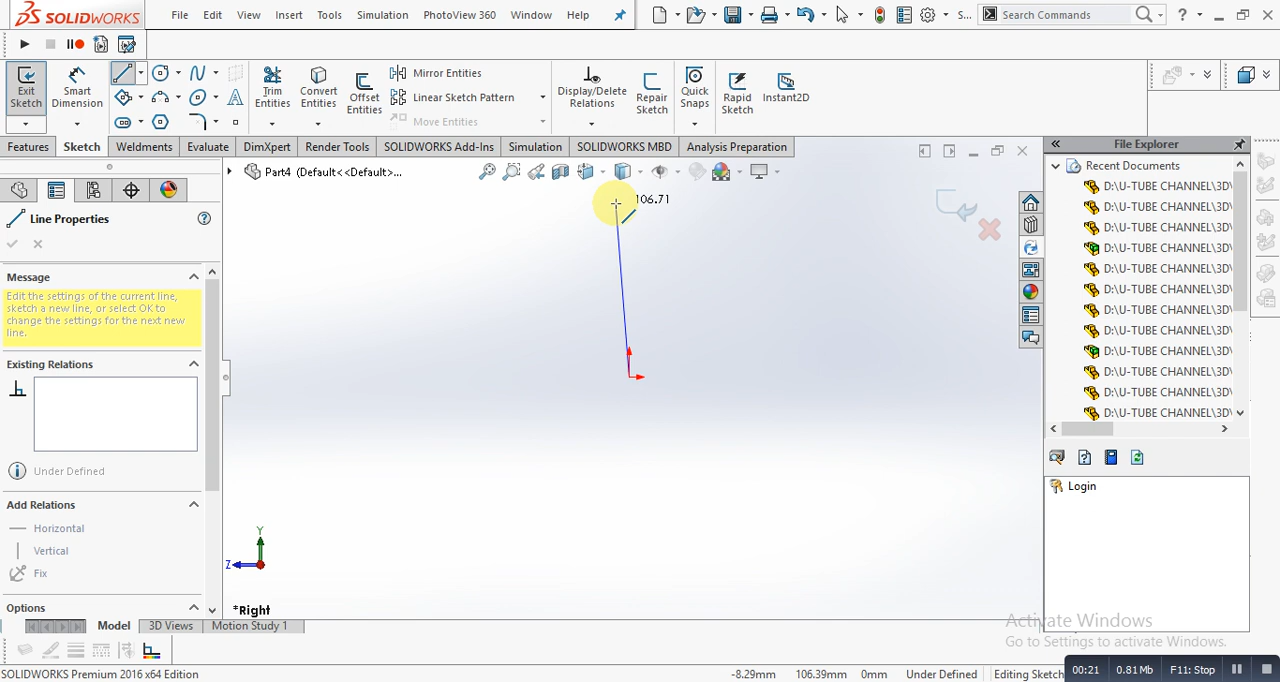 SOLIDWORKS File Edit View Insert Tools Simulation PhotoView 360 Window Help S... Search Commands ?
Exit Sketch
Smart Dimension
Trim Entities
Convert Entities
Offset Entities
Mirror Entities
Linear Sketch Pattern
Move Entities
Display/Delete Relations
Repair Sketch
Quick Snaps
Rapid Sketch
Instant2D
Features Sketch Weldments Evaluate DimXpert Render Tools SOLIDWORKS Add-Ins Simulation SOLIDWORKS MBD Analysis Preparation
Part4 (Default<<Default>...
Line Properties
Message
Edit the settings of the current line,
sketch a new line, or select OK to
change the settings for the next new
line.
Existing Relations
Under Defined
Add Relations
Horizontal
Vertical
Fix
Options
106.71
Y
Z
*Right
File Explorer
Recent Documents
D:\U-TUBE CHANNEL\3D\
D:\U-TUBE CHANNEL\3D\
D:\U-TUBE CHANNEL\3D\
D:\U-TUBE CHANNEL\3D\
D:\U-TUBE CHANNEL\3D\
D:\U-TUBE CHANNEL\3D\
D:\U-TUBE CHANNEL\3D\
D:\U-TUBE CHANNEL\3D\
D:\U-TUBE CHANNEL\3D\
D:\U-TUBE CHANNEL\3D\
D:\U-TUBE CHANNEL\3D\
D:\U-TUBE CHANNEL\3D\
Login
Activate Windows
Go to Settings to activate Windows.
Model 3D Views Motion Study 1
SOLIDWORKS Premium 2016 x64 Edition -8.29mm 106.39mm 0mm Under Defined Editing Sketch
00:21 0.81 Mb F11: Stop